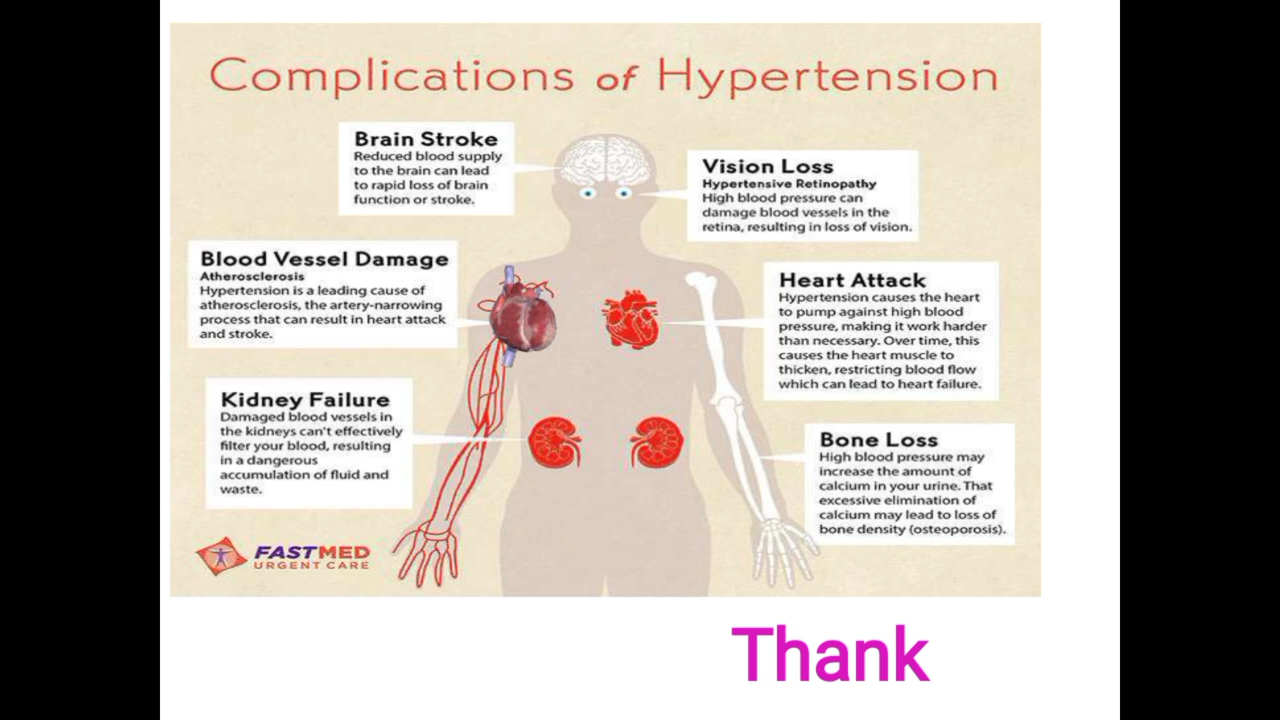 Complications of Hypertension
Brain Stroke
Reduced blood supply
to the brain can lead
to rapid loss of brain
function or stroke.
Vision Loss
Hypertensive Retinopathy
High blood pressure can
damage blood vessels in the
retina, resulting in loss of vision.
Blood Vessel Damage
Atherosclerosis
Hypertension is a leading cause of
atherosclerosis, the artery-narrowing
process that can result in heart attack
and stroke.
Heart Attack
Hypertension causes the heart
to pump against high blood
pressure, making it work harder
than necessary. Over time, this
causes the heart muscle to
thicken, restricting blood flow
which can lead to heart failure.
Kidney Failure
Damaged blood vessels in
the kidneys can't effectively
filter your blood, resulting
in a dangerous
accumulation of fluid and
waste.
Bone Loss
High blood pressure may
increase the amount of
calcium in your urine. That
excessive elimination of
calcium may lead to loss of
bone density (osteoporosis).
FASTMED
URGENT CARE
Thank